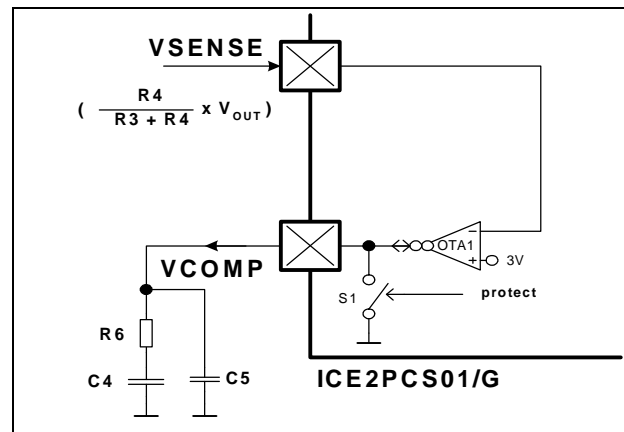 VSENSE
( R4
R3 + R4 x VOUT )
OTA1
−
+
3V
VCOMP
S1
protect
R6
C4
C5
ICE2PCS01/G